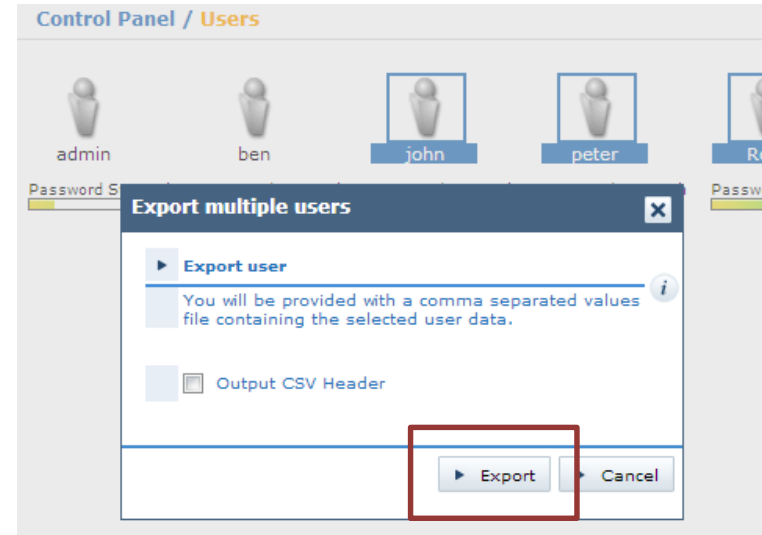 Control Panel / Users
admin
ben
john
peter
Password
Export multiple users
Export user
You will be provided with a comma separated values
file containing the selected user data.
i
Output CSV Header
Export
Cancel